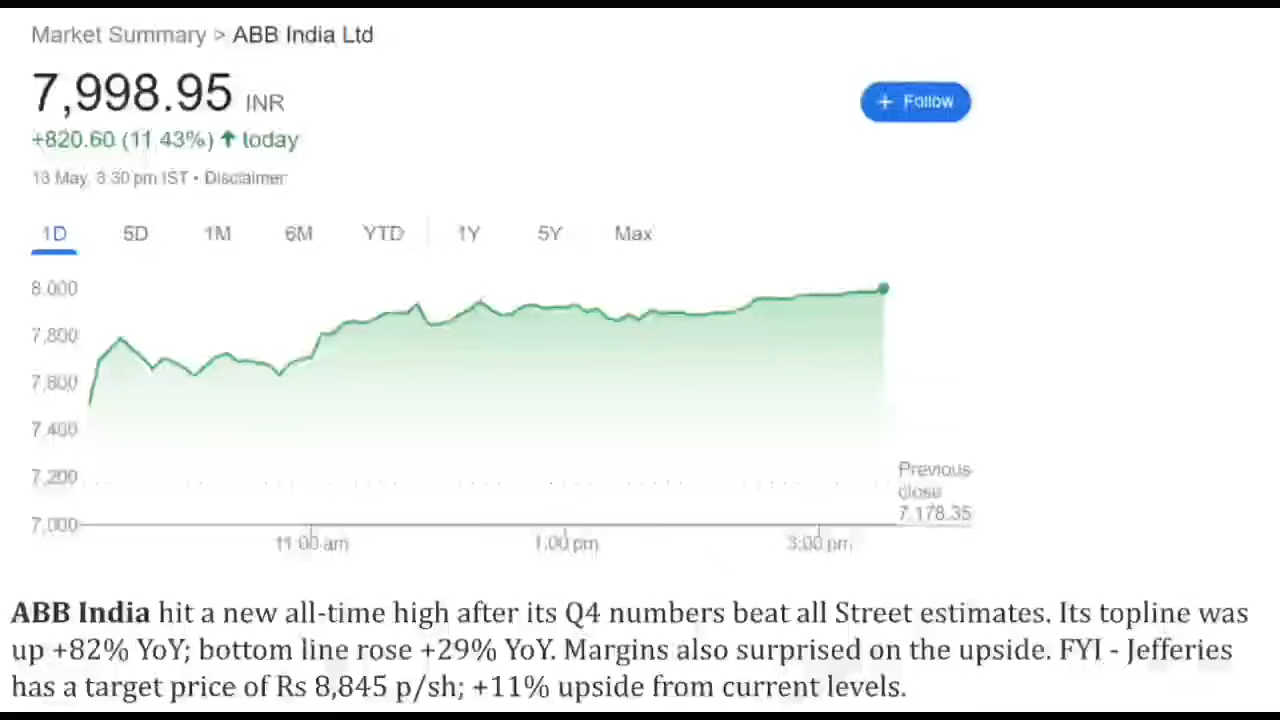 Market Summary > ABB India Ltd
7,998.95 INR
+ Follow
+820.60 (11.43%) ↑ today
13 May, 3:30 pm IST • Disclaimer
1D 5D 1M 6M YTD 1Y 5Y Max
8,000
7,800
7,600
7,400
7,200
Previous
close
7,178.35
7,000
11:00 am 1:00 pm 3:00 pm
ABB India hit a new all-time high after its Q4 numbers beat all Street estimates. Its topline was
up +82% YoY; bottom line rose +29% YoY. Margins also surprised on the upside. FYI - Jefferies
has a target price of Rs 8,845 p/sh; +11% upside from current levels.